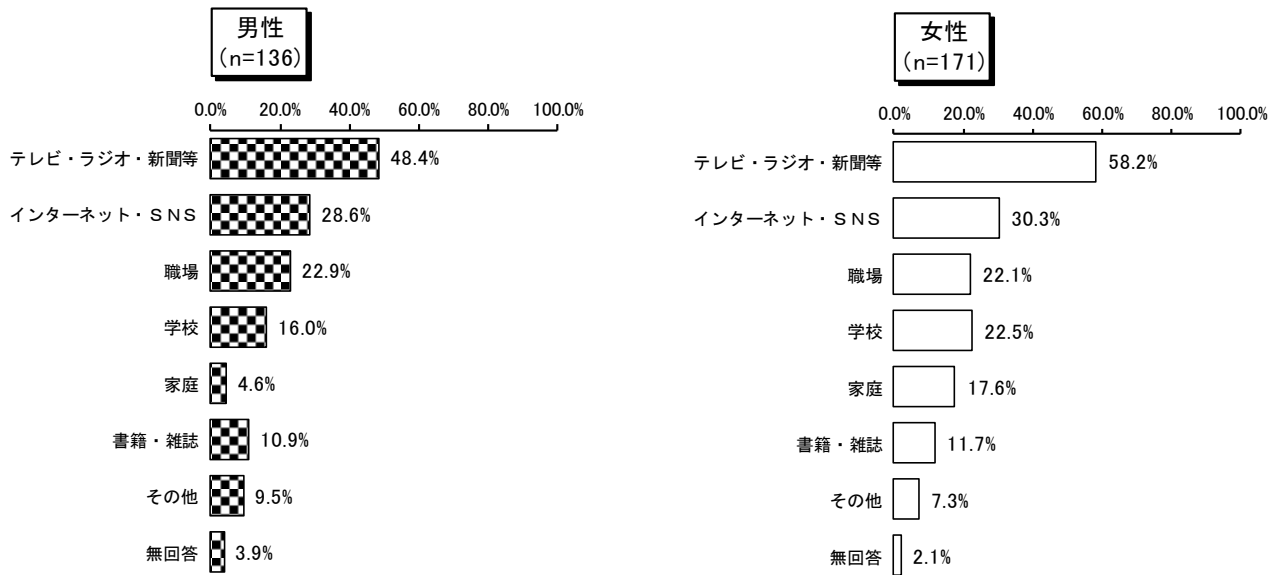 男性
(n=136)
0.0% 20.0% 40.0% 60.0% 80.0% 100.0%
テレビ・ラジオ・新聞等 48.4%
インターネット・ＳＮＳ 28.6%
職場 22.9%
学校 16.0%
家庭 4.6%
書籍・雑誌 10.9%
その他 9.5%
無回答 3.9%
女性
(n=171)
0.0% 20.0% 40.0% 60.0% 80.0% 100.0%
テレビ・ラジオ・新聞等 58.2%
インターネット・ＳＮＳ 30.3%
職場 22.1%
学校 22.5%
家庭 17.6%
書籍・雑誌 11.7%
その他 7.3%
無回答 2.1%